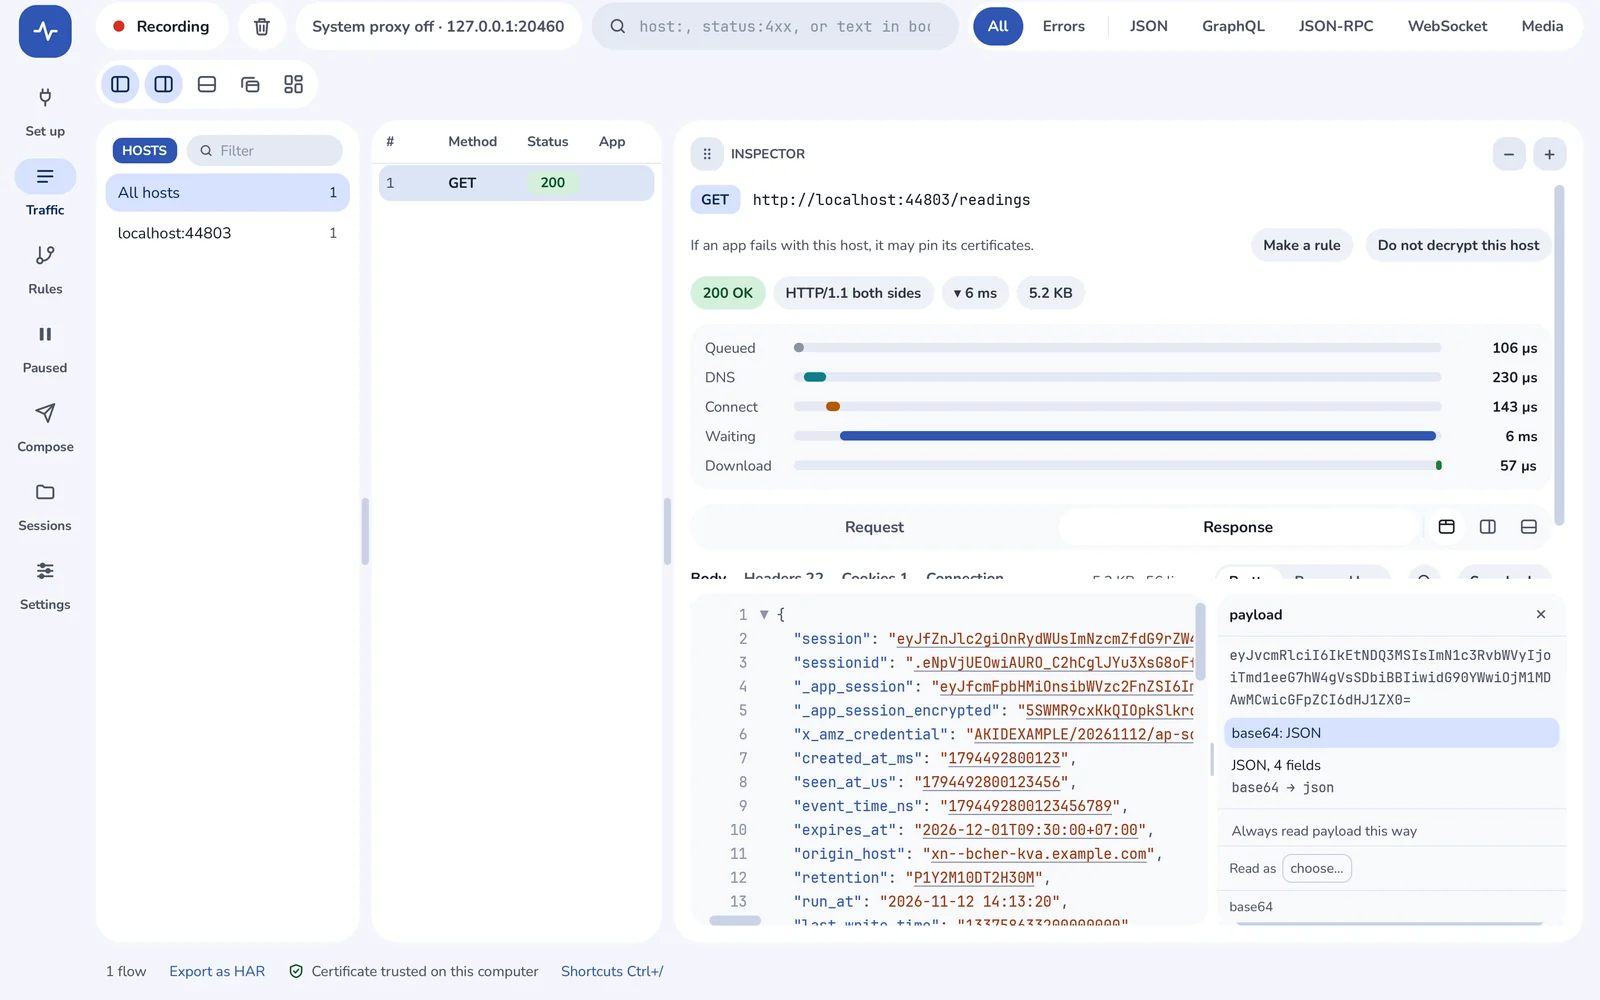 Recording
System proxy off · 127.0.0.1:20460
host:, status:4xx, or text in
All
Errors
JSON
GraphQL
JSON-RPC
WebSocket
Media
Set up
Traffic
Rules
Paused
Compose
Sessions
Settings
HOSTS
Filter
All hosts 1
localhost:44803 1
# Method Status App
1 GET 200
INSPECTOR
GET http://localhost:44803/readings
If an app fails with this host, it may pin its certificates.
Make a rule
Do not decrypt this host
200 OK
HTTP/1.1 both sides
▾ 6 ms
5.2 KB
Queued 106 µs
DNS 230 µs
Connect 143 µs
Waiting 6 ms
Download 57 µs
Request
Response
Body Headers 22 Cookies 1 Connection
1 ▼ {
2 "session": "eyJfZnJlc2giOnRydWUsImNzcmZfdG9rZW4
3 "sessionid": ".eNpVjUEOwiAURO_C2hCglJYu3XsG8oF
4 "_app_session": "eyJfcmFpbHMiOnsibWVzc2FnZSI6I
5 "_app_session_encrypted": "5SWMR9cxKkQIOpkSlkr
6 "x_amz_credential": "AKIDEXAMPLE/20261112/ap-s
7 "created_at_ms": "1794492800123",
8 "seen_at_us": "1794492800123456",
9 "event_time_ns": "1794492800123456789",
10 "expires_at": "2026-12-01T09:30:00+07:00",
11 "origin_host": "xn--bcher-kva.example.com",
12 "retention": "P1Y2M10DT2H30M",
13 "run_at": "2026-11-12 14:13:20",
"last_write_time": "133758633200000000"
payload
eyJvcmRlciI6IkEtNDQ3MSIsImN1c3RvbWVyIjo
iTmd1eeG7hW4gVsSDbiBBIiwidG90YWwiOjM1MD
AwMCwicGFpZCI6dHJ1ZX0=
base64: JSON
JSON, 4 fields
base64 → json
Always read payload this way
Read as choose...
base64
1 flow
Export as HAR
Certificate trusted on this computer
Shortcuts Ctrl+/